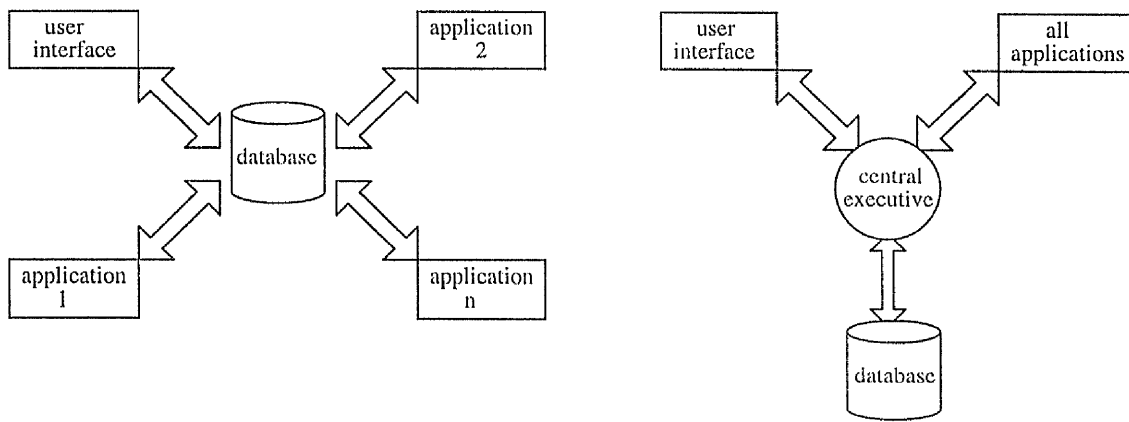 user
interface
application
2
database
application
1
application
n
user
interface
all
applications
central
executive
database